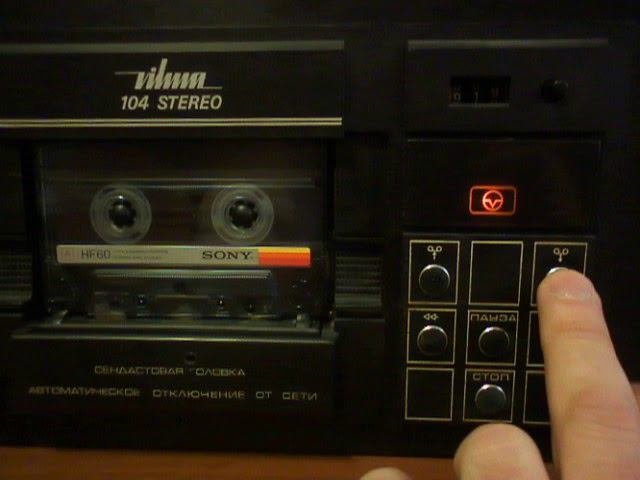 vilma
104 STEREO
A HF60 SONY
СЕНДАСТОВАЯ ГОЛОВКА
АВТОМАТИЧЕСКОЕ ОТКЛЮЧЕНИЕ ОТ СЕТИ
ПАУЗА
СТОП